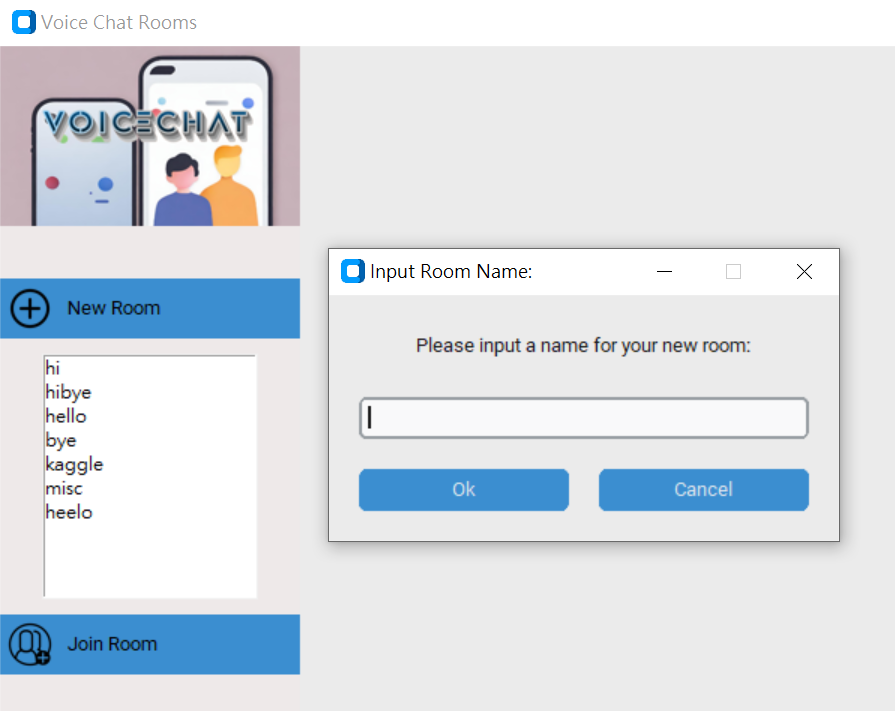 Voice Chat Rooms
VOICECHAT
New Room
hi
hibye
hello
bye
kaggle
misc
heelo
Join Room
Input Room Name:
Please input a name for your new room:
Ok
Cancel